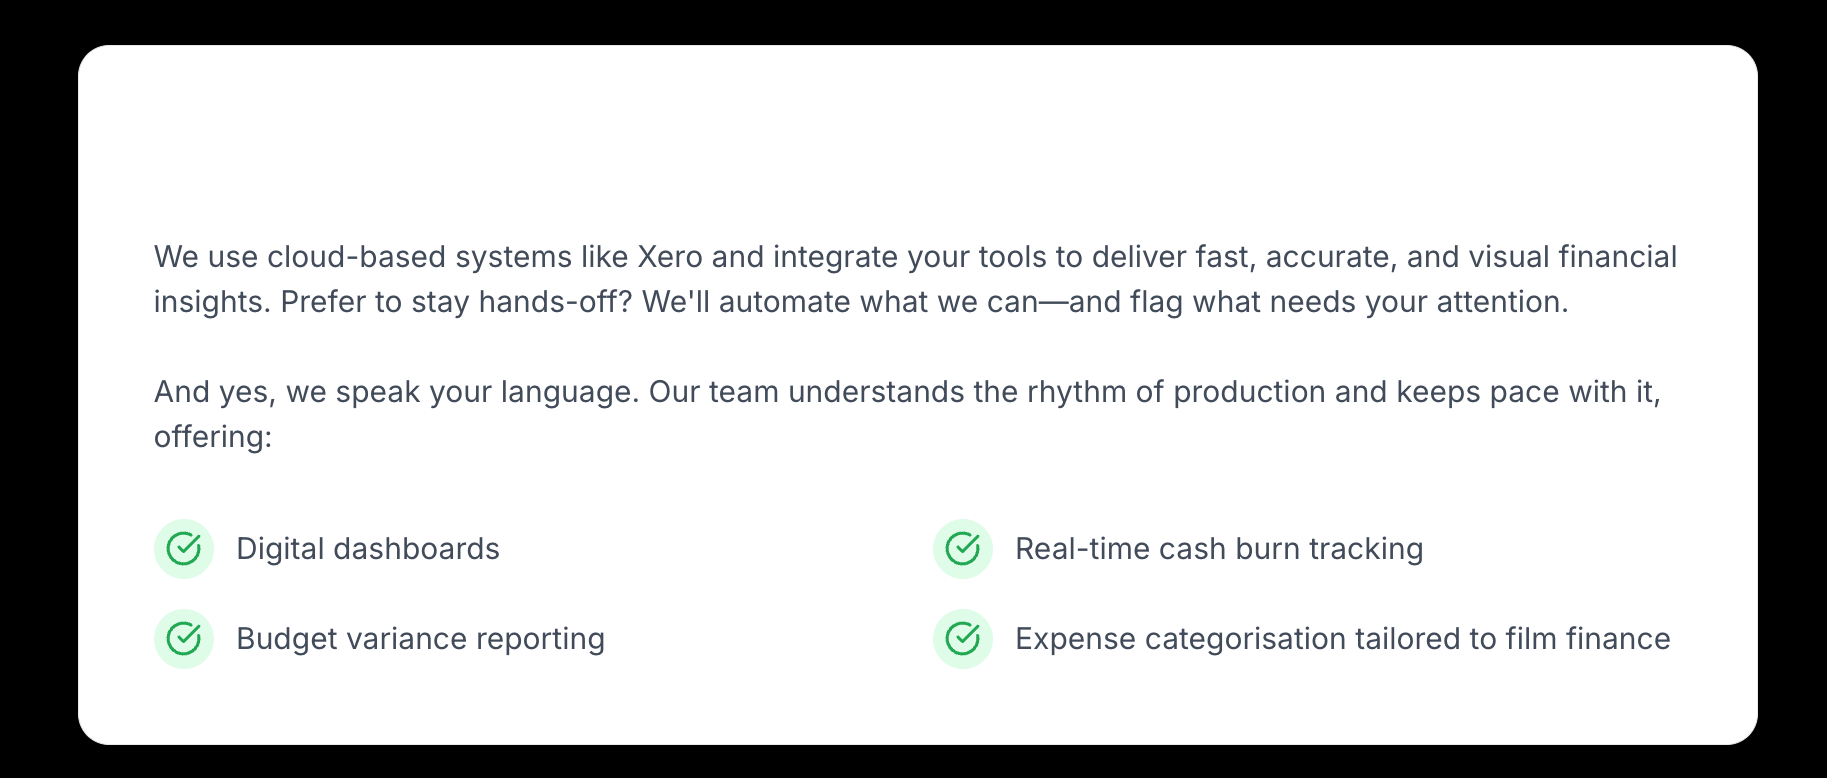 We use cloud-based systems like Xero and integrate your tools to deliver fast, accurate, and visual financial
insights. Prefer to stay hands-off? We'll automate what we can—and flag what needs your attention.
And yes, we speak your language. Our team understands the rhythm of production and keeps pace with it,
offering:
Digital dashboards
Real-time cash burn tracking
Budget variance reporting
Expense categorisation tailored to film finance